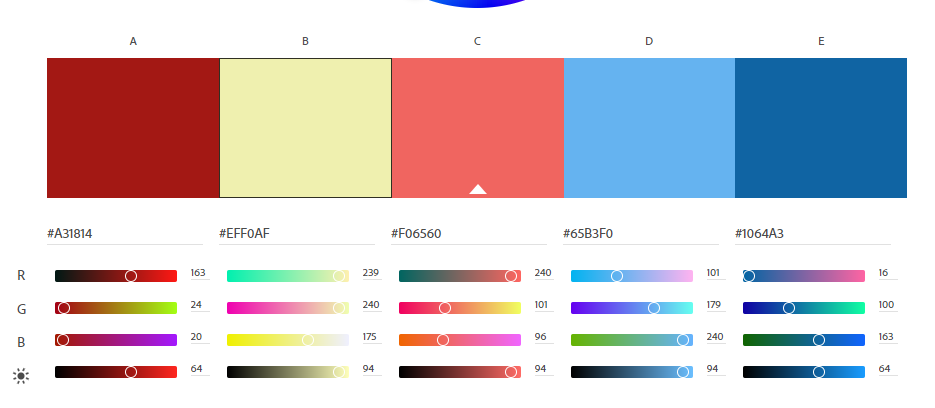 A B C D E
#A31814 #EFF0AF #F06560 #65B3F0 #1064A3
R 163 239 240 101 16
G 24 240 101 179 100
B 20 175 96 240 163
64 94 94 94 64